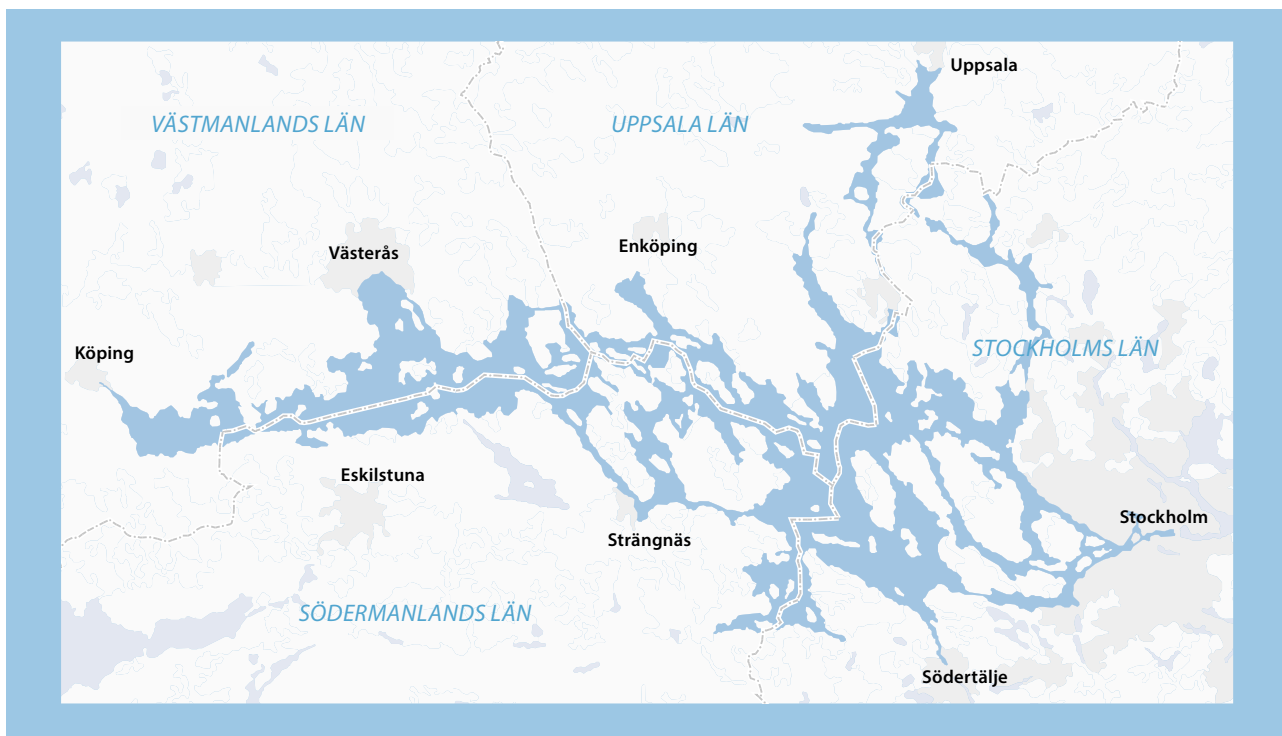 Uppsala
VÄSTMANLANDS LÄN
UPPSALA LÄN
Enköping
Västerås
STOCKHOLMS LÄN
Köping
Eskilstuna
Stockholm
Strängnäs
SÖDERMANLANDS LÄN
Södertälje